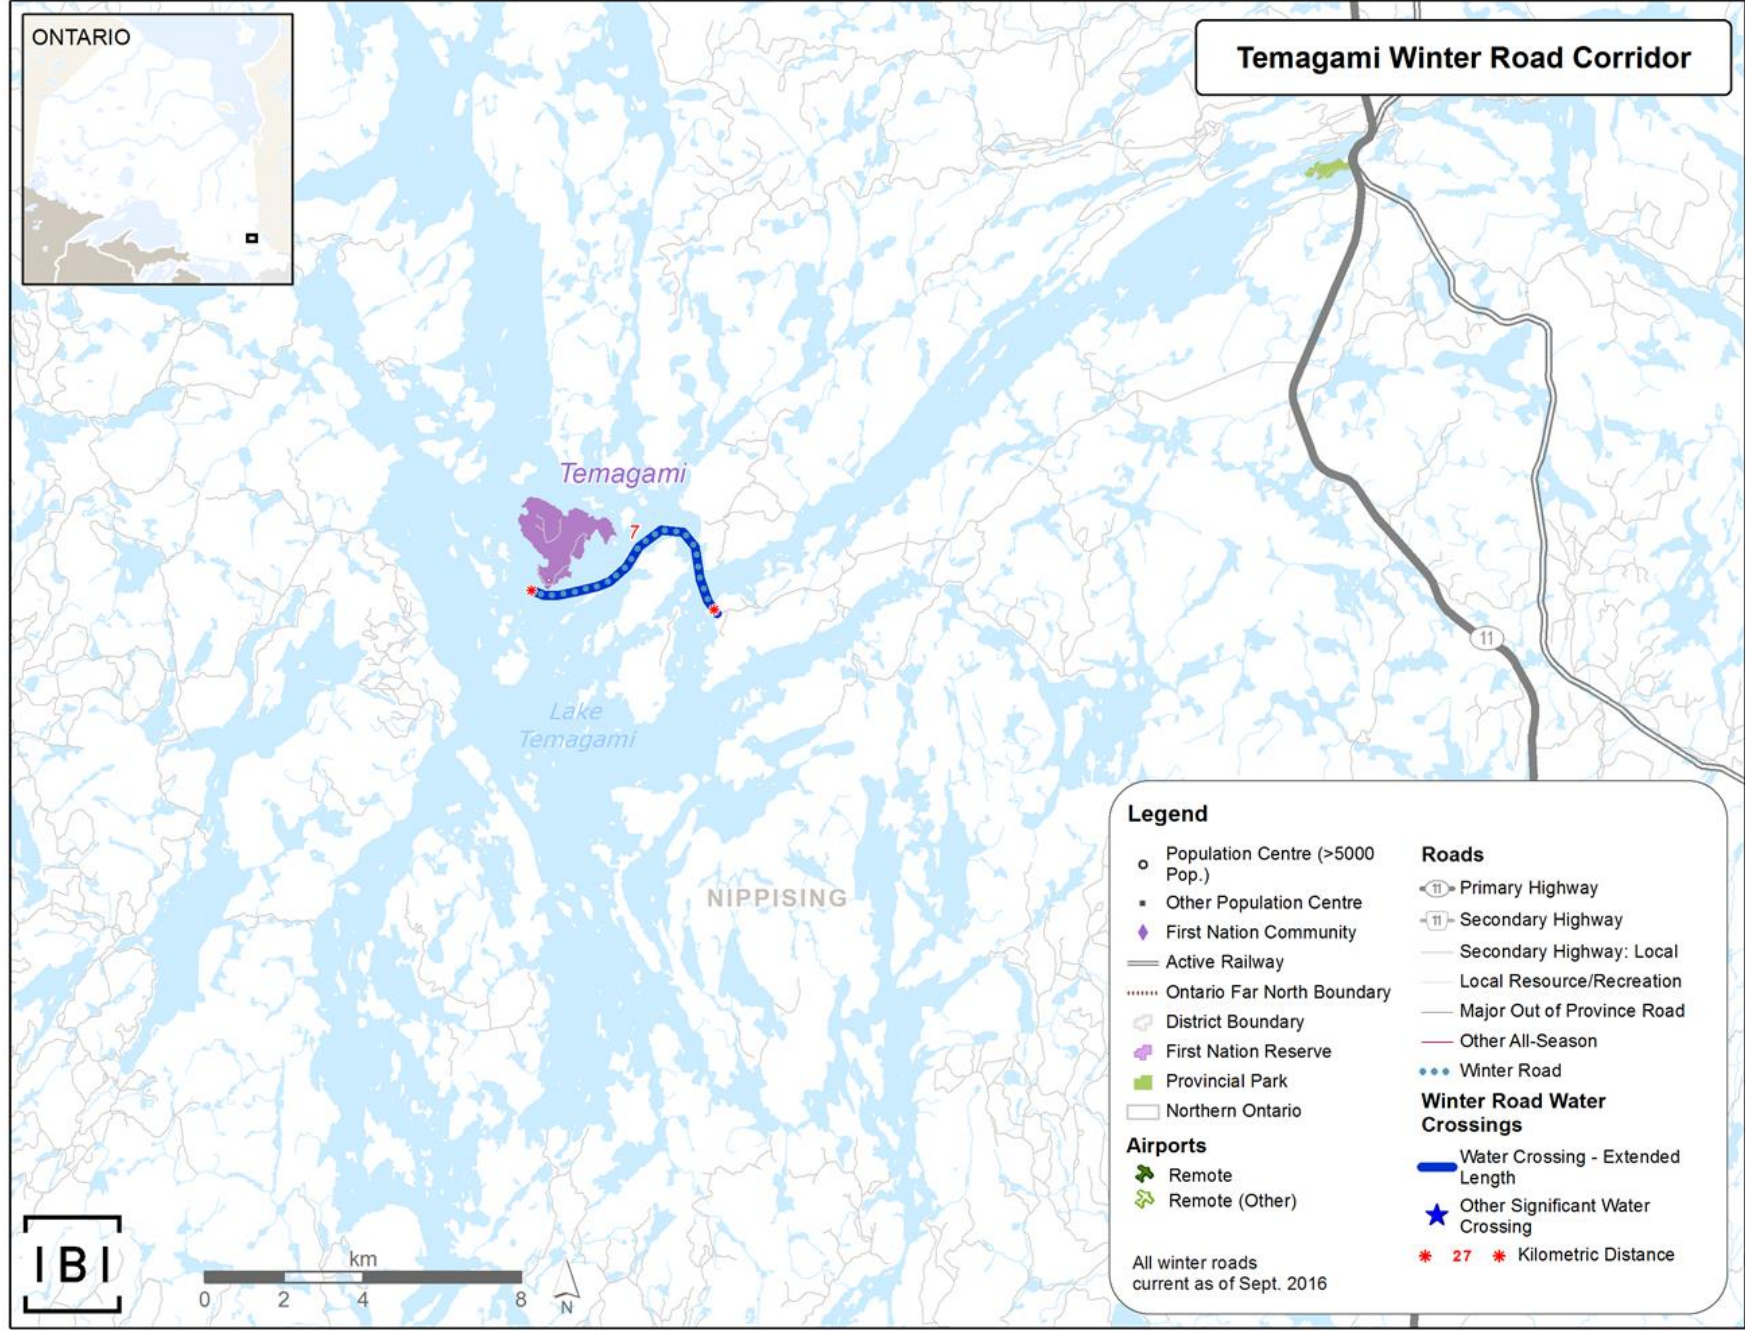 ONTARIO
Temagami Winter Road Corridor
Temagami
7
11
Lake
Temagami
NIPPISING
Legend
Population Centre (>5000
Pop.)
Other Population Centre
First Nation Community
Active Railway
Ontario Far North Boundary
District Boundary
First Nation Reserve
Provincial Park
Northern Ontario
Airports
Remote
Remote (Other)
All winter roads
current as of Sept. 2016
Roads
11 Primary Highway
11 Secondary Highway
Secondary Highway: Local
Local Resource/Recreation
Major Out of Province Road
Other All-Season
Winter Road
Winter Road Water
Crossings
Water Crossing - Extended
Length
Other Significant Water
Crossing
27 Kilometric Distance
IBI
km
0 2 4 8
N